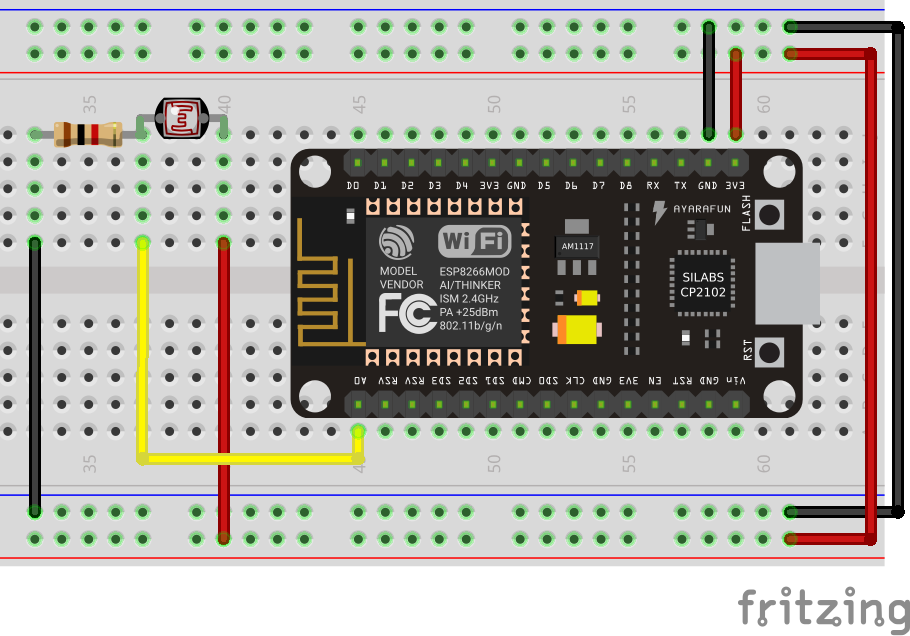 35 40 45 50 55 60
D0 D1 D2 D3 D4 3V3 GND D5 D6 D7 D8 RX TX GND 3V3
AYARAFUN
FLASH
WiFi
AM1117
MODEL
VENDOR
ESP8266MOD
AI/THINKER
ISM 2.4GHz
PA +25dBm
802.11b/g/n
FC
SILABS
CP2102
RST
A0 RSV RSV SD3 SD2 SD1 CMD SD0 CLK GND 3V3 EN RST GND Vin
35 45 50 55 60
fritzing